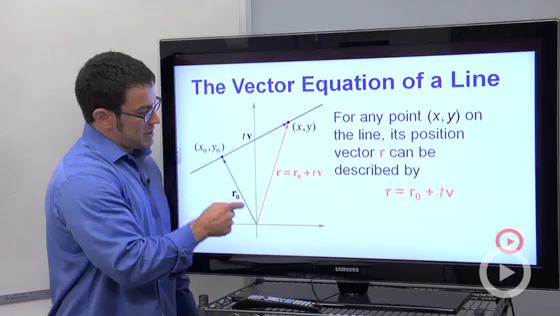 The Vector Equation of a Line
(x, y)
tv
(x₀, y₀)
r = r₀ + tv
r₀
For any point (x, y) on
the line, its position
vector r can be
described by
r = r₀ + tv
SAMSUNG